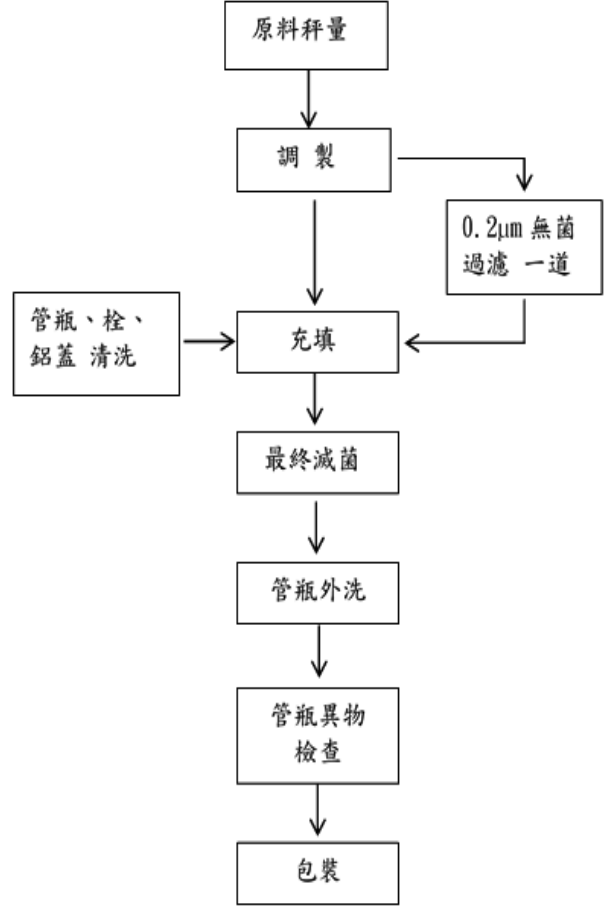 原料秤量
調 製
0.2μm 無菌
過濾 一道
管瓶、栓、
鋁蓋 清洗
充填
最終滅菌
管瓶外洗
管瓶異物
檢查
包裝